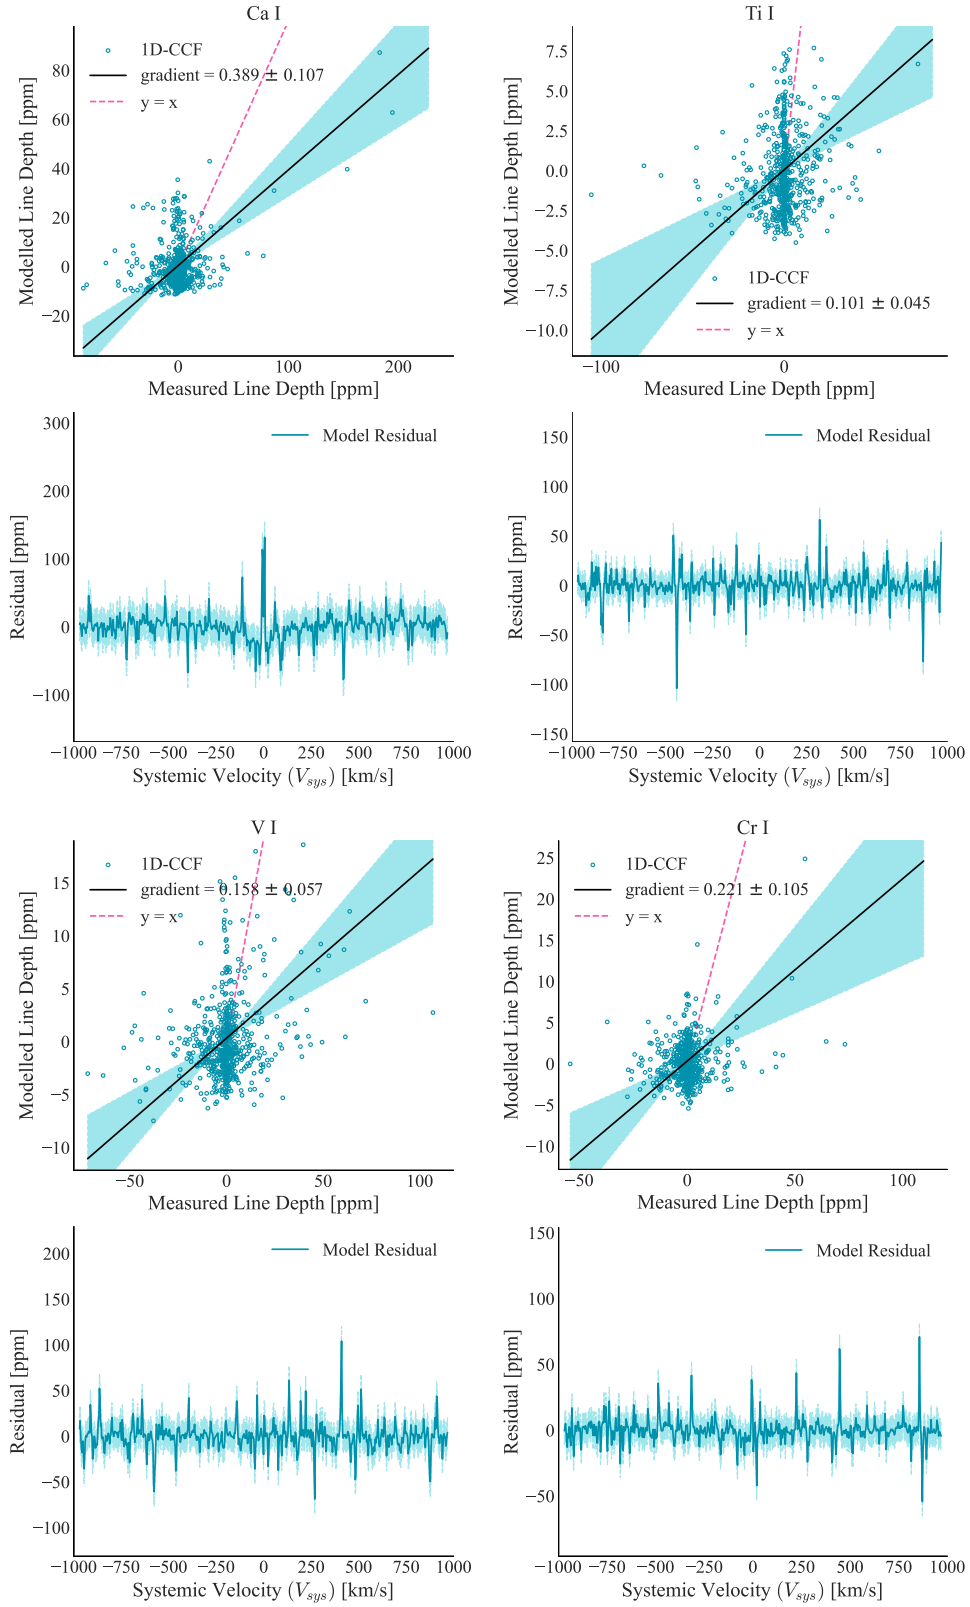 Ca I
Modelled Line Depth [ppm]
80
60
40
20
0
−20
1D-CCF
gradient = 0.389 ± 0.107
y = x
0
100
200
Measured Line Depth [ppm]
Ti I
Modelled Line Depth [ppm]
7.5
5.0
2.5
0.0
−2.5
−5.0
−7.5
−10.0
1D-CCF
gradient = 0.101 ± 0.045
y = x
−100
0
Measured Line Depth [ppm]
Residual [ppm]
300
200
100
0
−100
Model Residual
−1000 −750 −500 −250 0 250 500 750 1000
Systemic Velocity (Vsys) [km/s]
Residual [ppm]
150
100
50
0
−50
−100
−150
Model Residual
−1000 −750 −500 −250 0 250 500 750 1000
Systemic Velocity (Vsys) [km/s]
V I
Modelled Line Depth [ppm]
15
10
5
0
−5
−10
1D-CCF
gradient = 0.158 ± 0.057
y = x
−50
0
50
100
Measured Line Depth [ppm]
Cr I
Modelled Line Depth [ppm]
25
20
15
10
5
0
−5
−10
1D-CCF
gradient = 0.221 ± 0.105
y = x
−50
0
50
100
Measured Line Depth [ppm]
Residual [ppm]
200
150
100
50
0
−50
−100
Model Residual
−1000 −750 −500 −250 0 250 500 750 1000
Systemic Velocity (Vsys) [km/s]
Residual [ppm]
150
100
50
0
−50
Model Residual
−1000 −750 −500 −250 0 250 500 750 1000
Systemic Velocity (Vsys) [km/s]